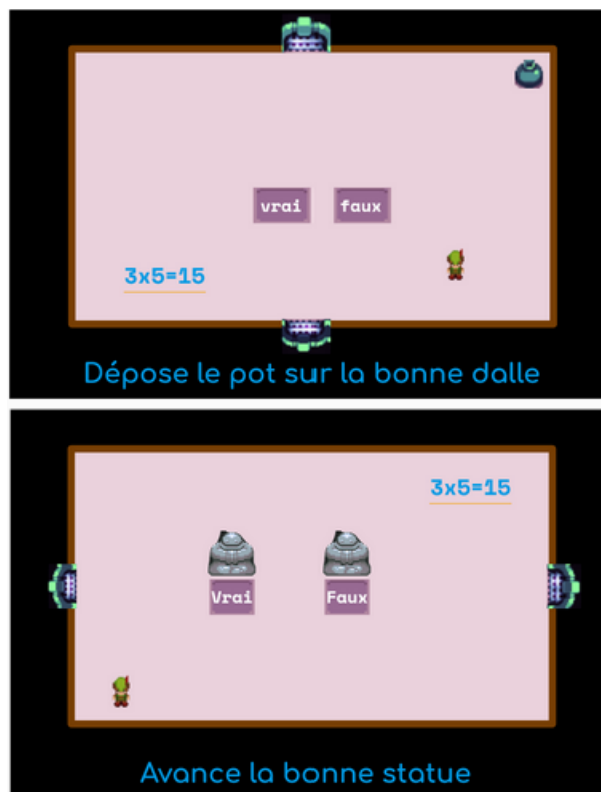 vrai faux
3x5=15
Dépose le pot sur la bonne dalle
3x5=15
Vrai Faux
Avance la bonne statue